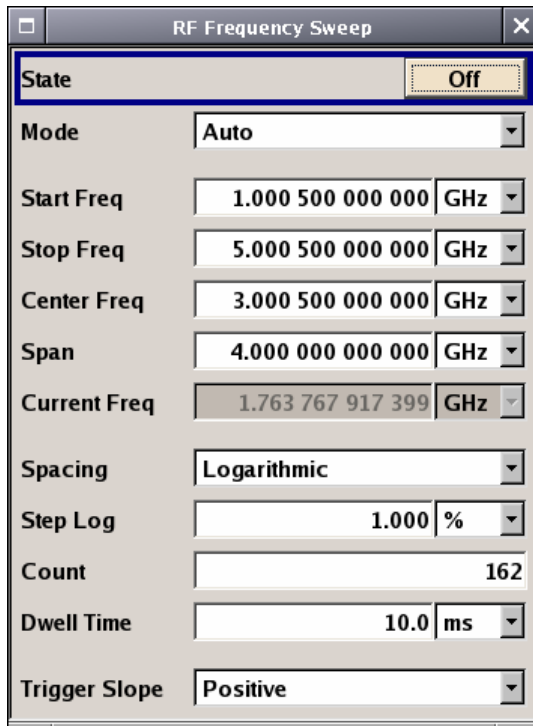 RF Frequency Sweep
State Off
Mode Auto
Start Freq 1.000 500 000 000 GHz
Stop Freq 5.000 500 000 000 GHz
Center Freq 3.000 500 000 000 GHz
Span 4.000 000 000 000 GHz
Current Freq 1.763 767 917 399 GHz
Spacing Logarithmic
Step Log 1.000 %
Count 162
Dwell Time 10.0 ms
Trigger Slope Positive